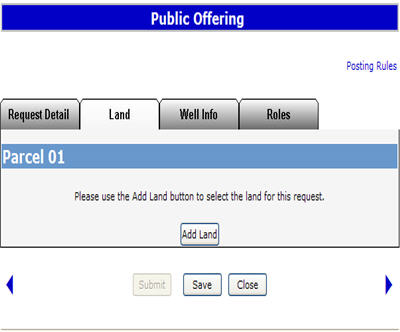 Public Offering
Posting Rules
Request Detail Land Well Info Roles
Parcel 01
Please use the Add Land button to select the land for this request.
Add Land
Submit Save Close